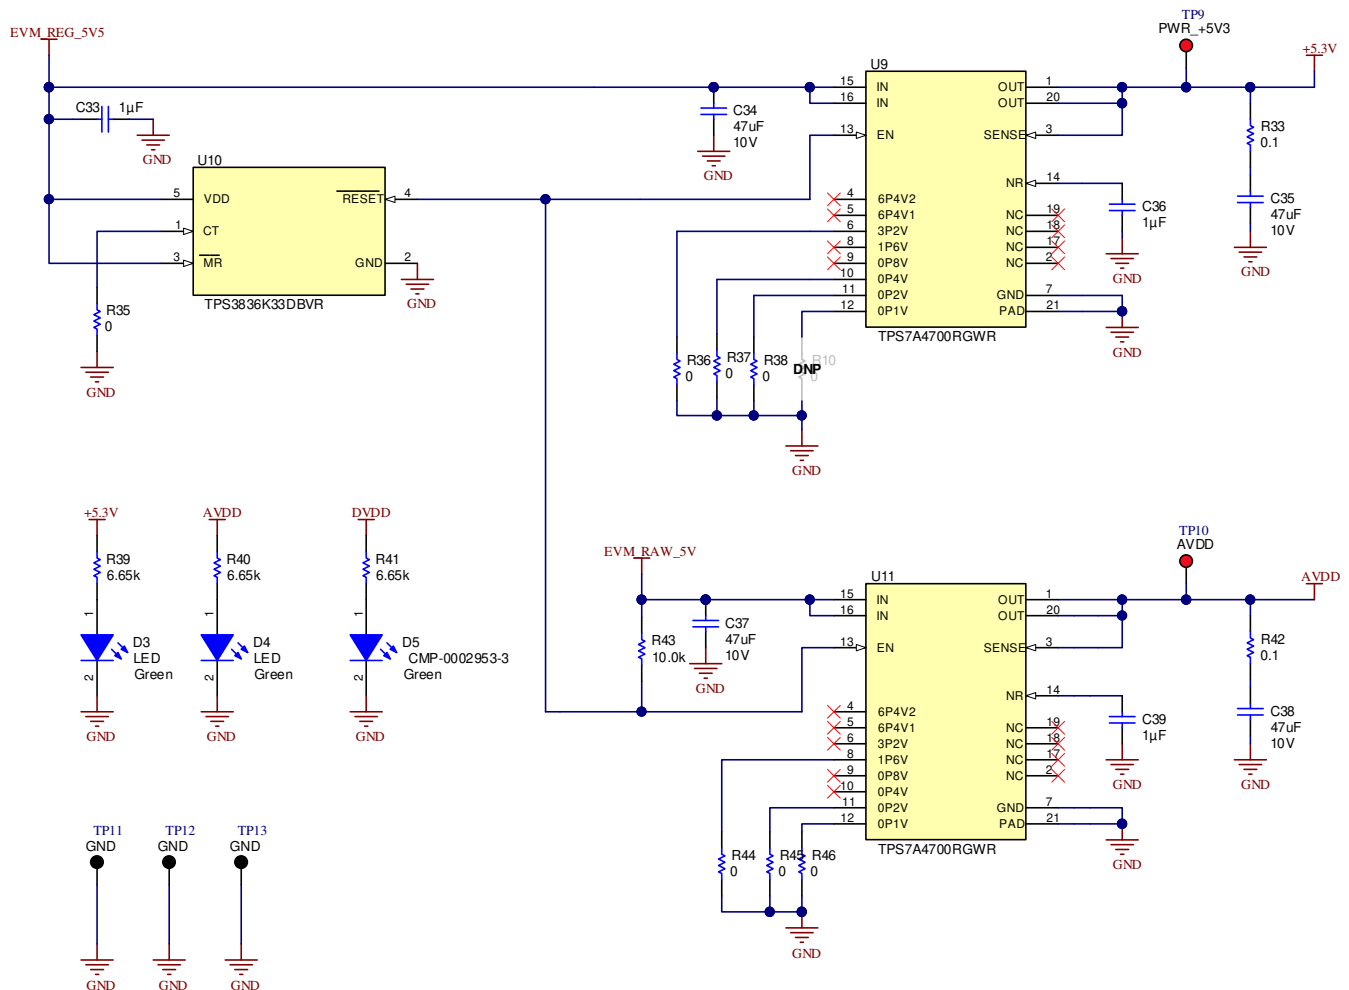 EVM_REG_5V5
C33 1µF
GND
U10
5 VDD
1 CT
3 MR
RESET 4
GND 2
GND
TPS3836K33DBVR
R35
0
GND
C34
47uF
10V
GND
U9
15 IN
16 IN
13 EN
4 6P4V2
5 6P4V1
6 3P2V
8 1P6V
9 0P8V
10 0P4V
11 0P2V
12 0P1V
OUT 1
OUT 20
SENSE 3
NR 14
NC 19
NC 18
NC 17
NC 2
GND 7
PAD 21
TPS7A4700RGWR
TP9
PWR_+5V3
+5.3V
R33
0.1
C35
47uF
10V
GND
C36
1µF
GND
GND
R36
0
R37
0
R38
0
R10
0
DNP
GND
+5.3V
R39
6.65k
1
D3
LED
Green
2
GND
AVDD
R40
6.65k
1
D4
LED
Green
2
GND
DVDD
R41
6.65k
1
D5
CMP-0002953-3
Green
2
GND
EVM_RAW_5V
R43
10.0k
C37
47uF
10V
GND
U11
15 IN
16 IN
13 EN
4 6P4V2
5 6P4V1
6 3P2V
8 1P6V
9 0P8V
10 0P4V
11 0P2V
12 0P1V
OUT 1
OUT 20
SENSE 3
NR 14
NC 19
NC 18
NC 17
NC 2
GND 7
PAD 21
TPS7A4700RGWR
TP10
AVDD
AVDD
R42
0.1
C38
47uF
10V
GND
C39
1µF
GND
GND
R44
0
R45
0
R46
0
GND
TP11
GND
GND
TP12
GND
GND
TP13
GND
GND